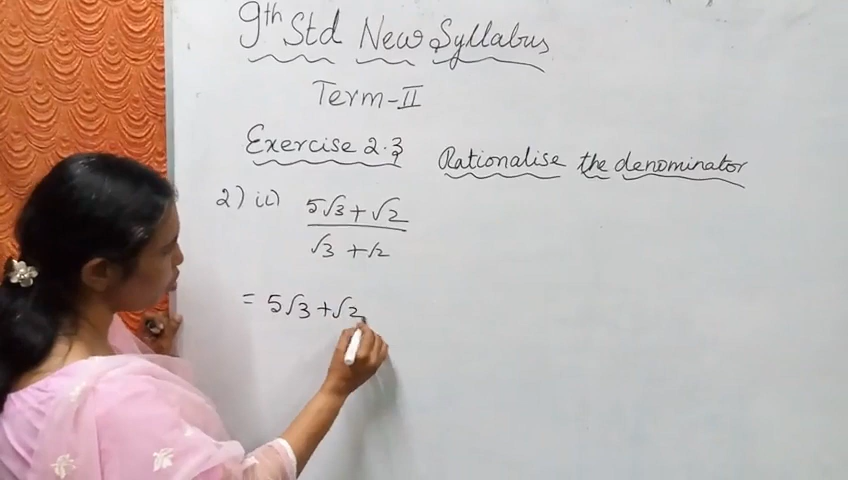 9th Std New Syllabus
Term-II
Exercise 2.3 Rationalise the denominator
2) ii) 5√3 + √2
√3 + √2
= 5√3 + √2